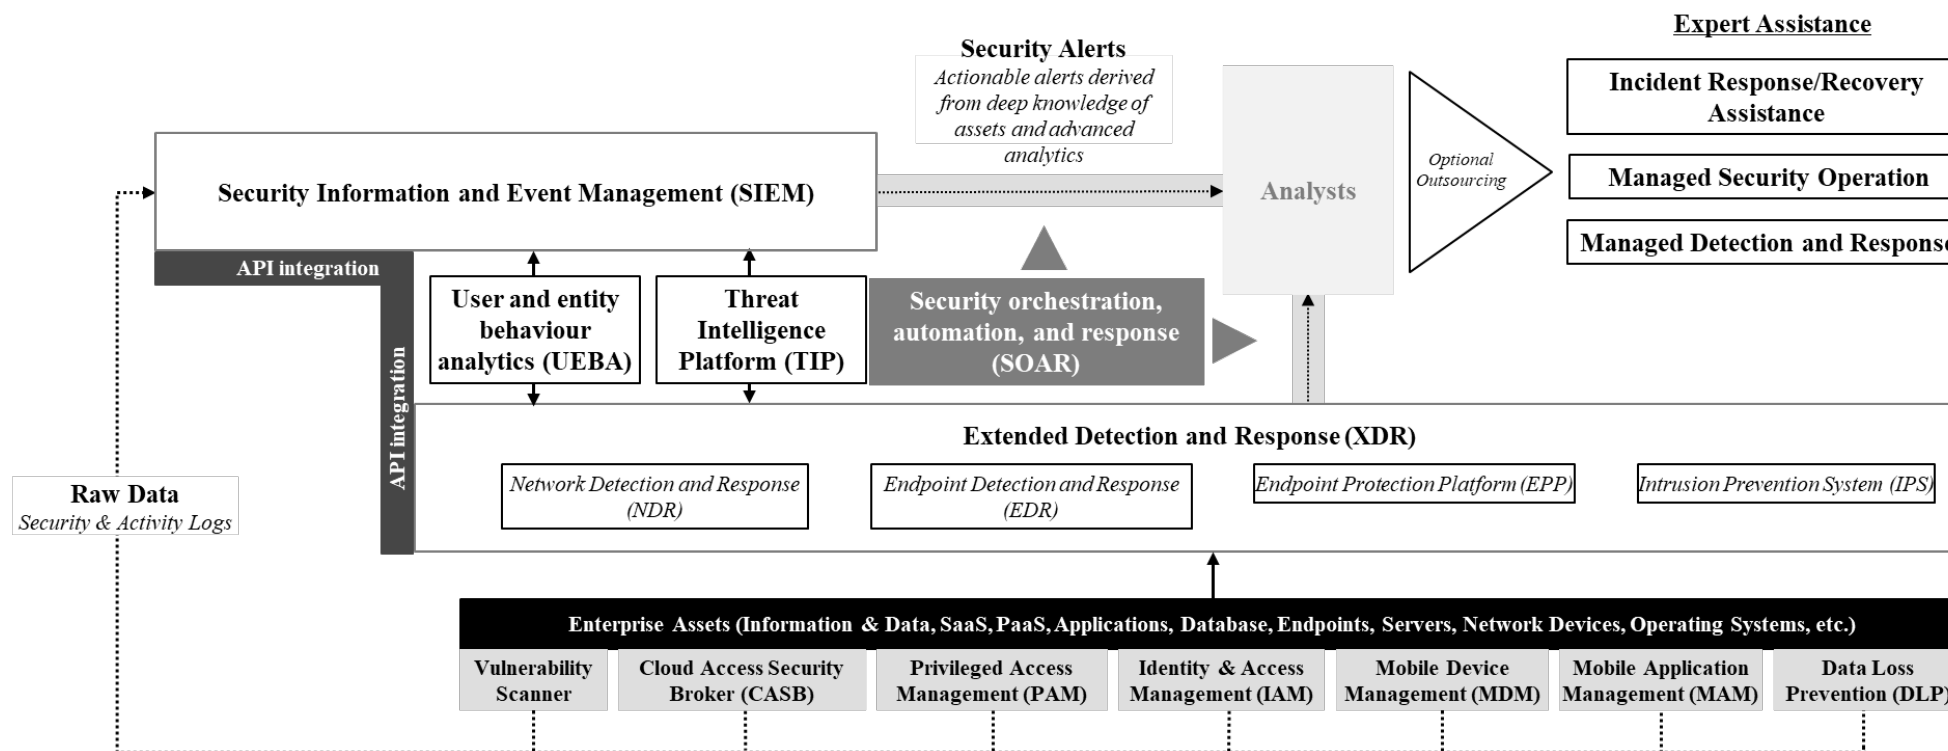 Expert Assistance
Security Alerts
Actionable alerts derived
from deep knowledge of
assets and advanced
analytics
Incident Response/Recovery
Assistance
Optional
Outsourcing
Managed Security Operation
Managed Detection and Response
Security Information and Event Management (SIEM)
Analysts
API integration
API integration
User and entity
behaviour
analytics (UEBA)
Threat
Intelligence
Platform (TIP)
Security orchestration,
automation, and response
(SOAR)
Extended Detection and Response (XDR)
Network Detection and Response
(NDR)
Endpoint Detection and Response
(EDR)
Endpoint Protection Platform (EPP)
Intrusion Prevention System (IPS)
Raw Data
Security & Activity Logs
Enterprise Assets (Information & Data, SaaS, PaaS, Applications, Database, Endpoints, Servers, Network Devices, Operating Systems, etc.)
Vulnerability
Scanner
Cloud Access Security
Broker (CASB)
Privileged Access
Management (PAM)
Identity & Access
Management (IAM)
Mobile Device
Management (MDM)
Mobile Application
Management (MAM)
Data Loss
Prevention (DLP)